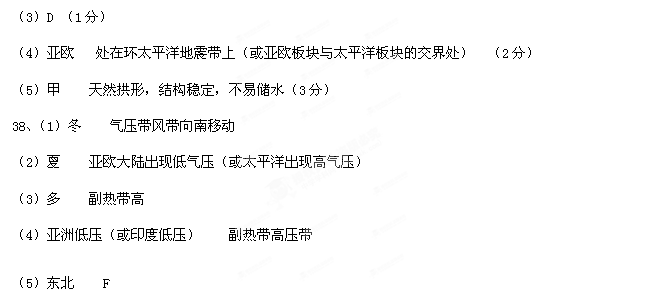 （3）D （1分）
（4）亚欧 处在环太平洋地震带上（或亚欧板块与太平洋板块的交界处） （2分）
（5）甲 天然拱形，结构稳定，不易储水（3分）
38、（1）冬 气压带风带向南移动
（2）夏 亚欧大陆出现低气压（或太平洋出现高气压）
（3）多 副热带高
（4）亚洲低压（或印度低压） 副热带高压带
（5）东北 F